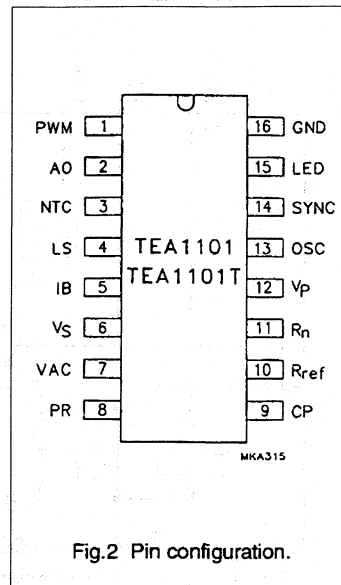 PWM 1 16 GND
AO 2 15 LED
NTC 3 14 SYNC
LS 4 TEA1101 13 OSC
IB 5 TEA1101T 12 VP
VS 6 11 Rn
VAC 7 10 Rref
PR 8 9 CP
MKA315
Fig.2 Pin configuration.